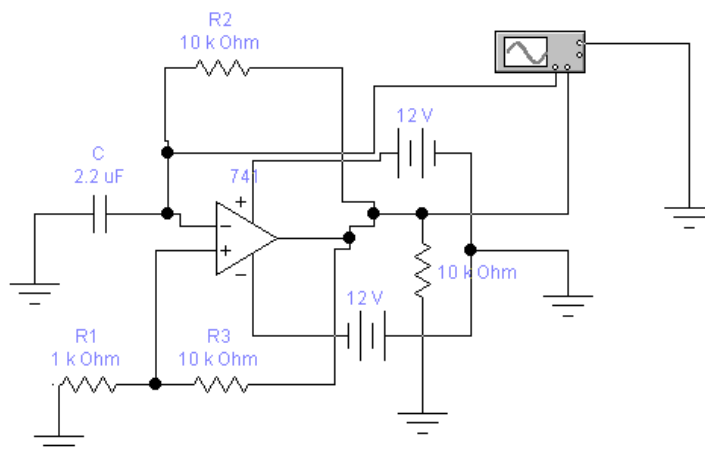 R2
10 k Ohm
12 V
C
2.2 uF
741
+
−
+
−
10 k Ohm
12 V
R1
1 k Ohm
R3
10 k Ohm